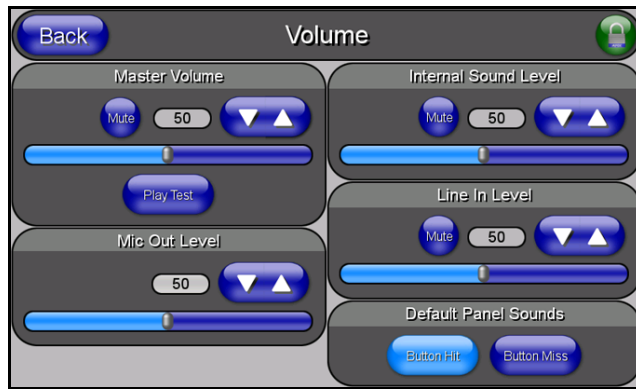 Back
Volume
Master Volume
Mute
50
Play Test
Mic Out Level
50
Internal Sound Level
Mute
50
Line In Level
Mute
50
Default Panel Sounds
Button Hit
Button Miss